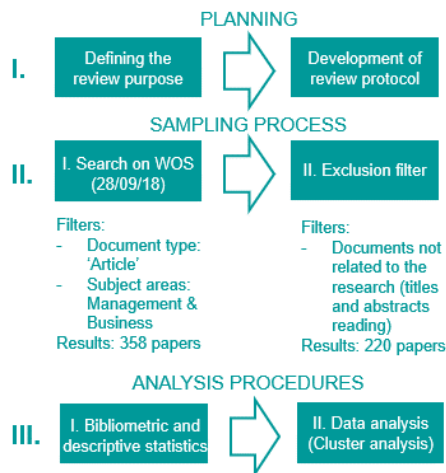 PLANNING
I.
Defining the
review purpose
Development of
review protocol
SAMPLING PROCESS
II.
I. Search on WOS
(28/09/18)
II. Exclusion filter
Filters:
- Document type:
‘Article’
- Subject areas:
Management &
Business
Results: 358 papers
Filters:
- Documents not
related to the
research (titles
and abstracts
reading)
Results: 220 papers
ANALYSIS PROCEDURES
III.
I. Bibliometric and
descriptive statistics
II. Data analysis
(Cluster analysis)